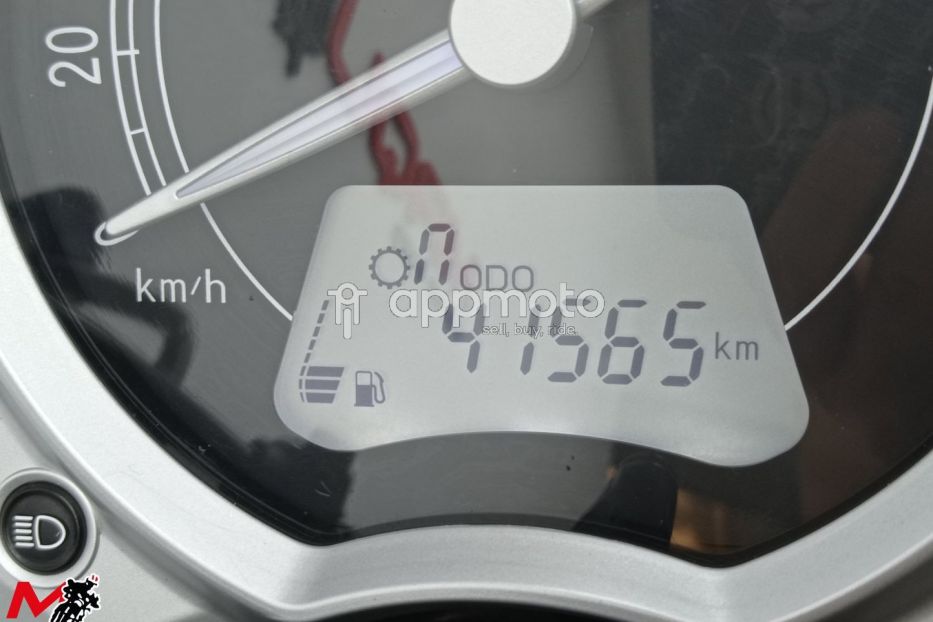 20
km/h
n ODO
appmoto
sell, buy, ride.
41565 km
M